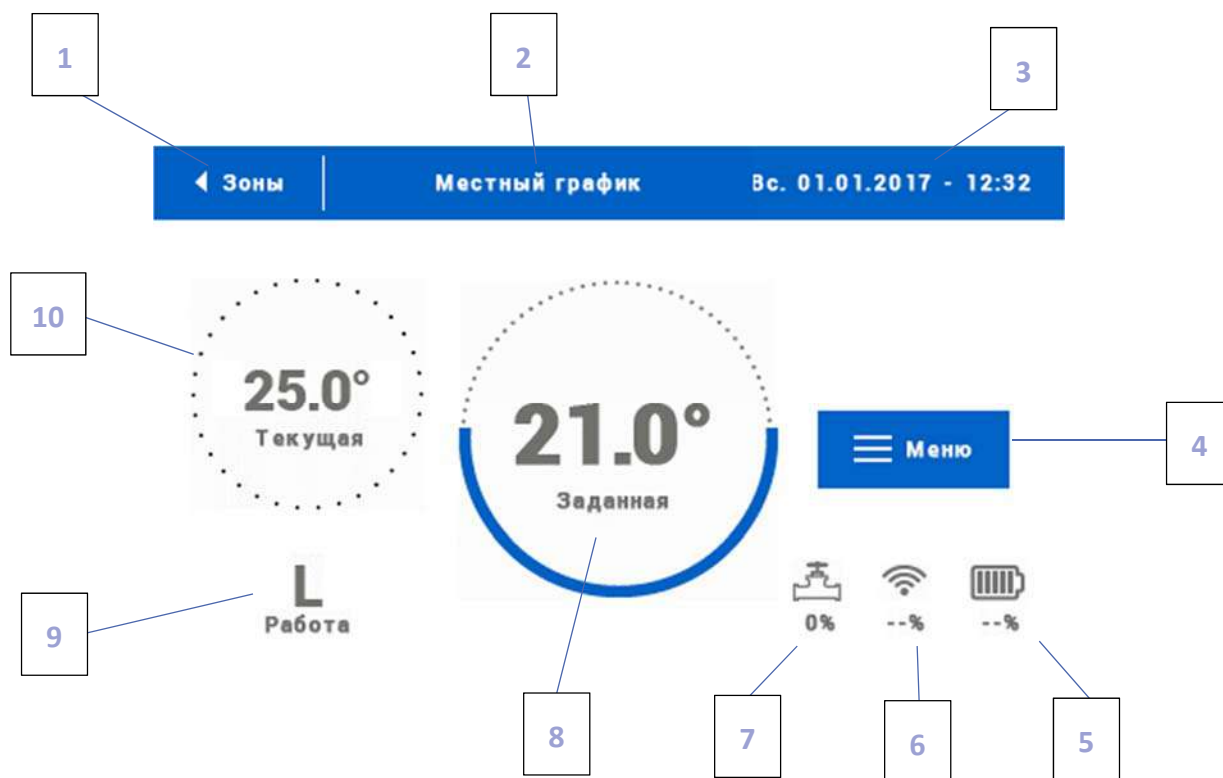 1
2
3
Зоны
Местный график
Вс. 01.01.2017 - 12:32
10
25.0°
Текущая
21.0°
Заданная
Меню
4
L
Работа
9
0%
--%
--%
8
7
6
5